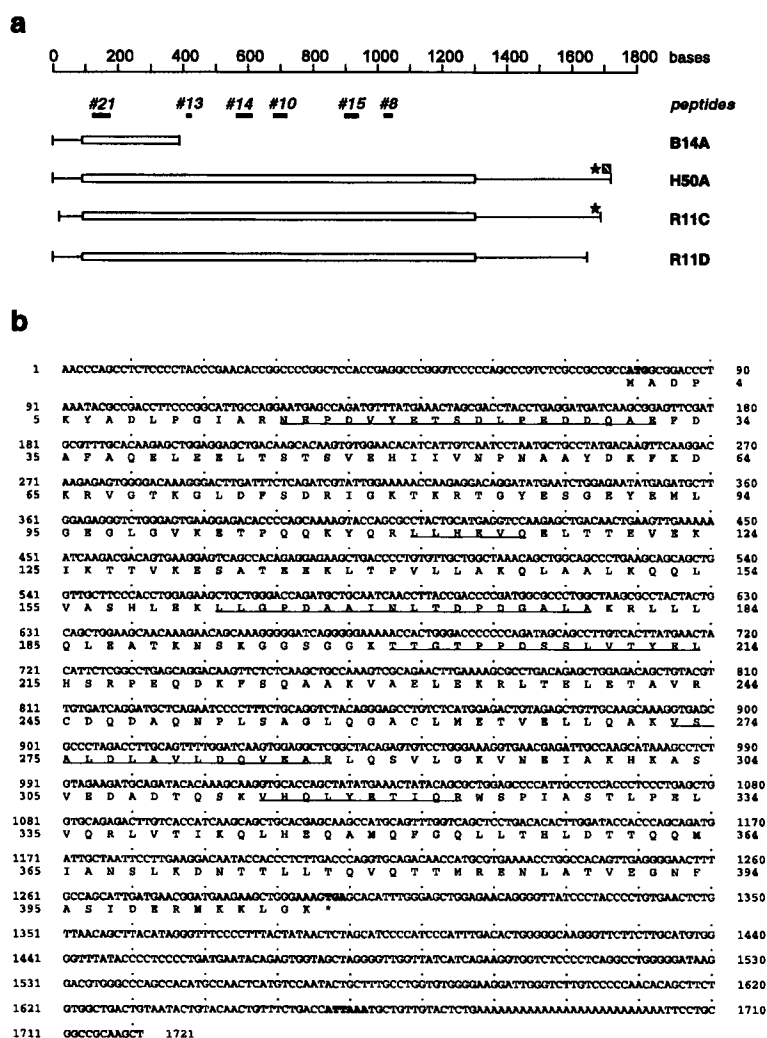 a
0 200 400 600 800 1000 1200 1400 1600 1800 bases
#21 #13 #14 #10 #15 #8 peptides
B14A
★ H50A
★ R11C
R11D
b
1 AACCCAGCCTCTCCCCTACCCGAACACCGGCCCCGGCTCCACCGAGGCCCGGGTCCCCCAGCCCGTCTCGCCGCCGCCATGGCGGACCCT 90
M A D P 4
91 AAATACGCCGACCTTCCCGGCATTGCCAGGAATGAGCCAGATGTTTATGAAACTAGCGACCTACCTGAGGATGATCAAGCGGAGTTCGAT 180
5 K Y A D L P G I A R N E P D V Y E T S D L P E D D Q A E F D 34
181 GCGTTTGCACAAGAGCTGGAGGAGCTGACAAGCACAAGTGTGGAACACATCATTGTCAATCCTAATGCTGCCTATGACAAGTTCAAGGAC 270
35 A F A Q E L E E L T S T S V E H I I V N P N A A Y D K F K D 64
271 AAGAGAGTGGGGACAAAGGGACTTGATTTCTCAGATCGTATTGGAAAAACCAAGAGGACAGGATATGAATCTGGAGAATATGAGATGCTT 360
65 K R V G T K G L D F S D R I G K T K R T G Y E S G E Y E M L 94
361 GGAGAGGGTCTGGGAGTGAAGGAGACACCCCAGCAAAAGTACCAGCGCCTACTGCATGAGGTCCAAGAGCTGACAACTGAAGTTGAAAAA 450
95 G E G L G V K E T P Q Q K Y Q R L L H E V Q E L T T E V E K 124
451 ATCAAGACGACAGTGAAGGAGTCAGCCACAGAGGAGAAGCTGACCCCTGTGTTGCTGGCTAAACAGCTGGCAGCCCTGAAGCAGCAGCTG 540
125 I K T T V K E S A T E E K L T P V L L A K Q L A A L K Q Q L 154
541 GTTGCTTCCCACCTGGAGAAGCTGCTGGGACCAGATGCTGCAATCAACCTTACCGACCCCGATGGCGCCCTGGCTAAGCGCCTACTACTG 630
155 V A S H L E K L L G P D A A I N L T D P D G A L A K R L L L 184
631 CAGCTGGAAGCAACAAAGAACAGCAAAGGGGGATCAGGGGGAAAAACCACTGGGACCCCCCCAGATAGCAGCCTTGTCACTTATGAACTA 720
185 Q L E A T K N S K G G S G G K T T G T P P D S S L V T Y E L 214
721 CATTCTCGGCCTGAGCAGGACAAGTTCTCTCAAGCTGCCAAAGTCGCAGAACTTGAAAAGCGCCTGACAGAGCTGGAGACAGCTGTACGT 810
215 H S R P E Q D K F S Q A A K V A E L E K R L T E L E T A V R 244
811 TGTGATCAGGATGCTCAGAATCCCCTTTCTGCAGGTCTACAGGGAGCCTGTCTCATGGAGACTGTAGAGCTGTTGCAAGCAAAGGTGAGC 900
245 C D Q D A Q N P L S A G L Q G A C L M E T V E L L Q A K V S 274
901 GCCCTAGACCTTGCAGTTTTGGATCAAGTGGAGGCTCGGCTACAGAGTGTCCTGGGAAAGGTGAACGAGATTGCCAAGCATAAAGCCTCT 990
275 A L D L A V L D Q V E A R L Q S V L G K V N E I A K H K A S 304
991 GTAGAAGATGCAGATACACAAAGCAAGGTGCACCAGCTATATGAAACTATACAGCGCTGGAGCCCCATTGCCTCCACCCTCCCTGAGCTG 1080
305 V E D A D T Q S K V H Q L Y E T I Q R W S P I A S T L P E L 334
1081 GTGCAGAGACTTGTCACCATCAAGCAGCTGCACGAGCAAGCCATGCAGTTTGGTCAGCTCCTGACACACTTGGATACCACCCAGCAGATG 1170
335 V Q R L V T I K Q L H E Q A M Q F G Q L L T H L D T T Q Q M 364
1171 ATTGCTAATTCCTTGAAGGACAATACCACCCTCTTGACCCAGGTGCAGACAACCATGCGTGAAAACCTGGCCACAGTTGAGGGGAACTTT 1260
365 I A N S L K D N T T L L T Q V Q T T M R E N L A T V E G N F 394
1261 GCCAGCATTGATGAACGGATGAAGAAGCTGGGAAAGTGAGCACATTTGGGAGCTGGAGAACAGGGGTTATCCCTACCCCTGTGAACTCTG 1350
395 A S I D E R M K K L G K *
1351 TTAACAGCTTACATAGGGTTTCCCCTTTACTATAACTCTAGCATCCCCATCCCATTTGACACTGGGGGCAAGGGTTCTTCTTGCATGTGG 1440
1441 GGTTTATACCCCTCCCCTGATGAATACAGAGTGGTAGCTAGGGGTTGGTTATCATCAGAAGGTGGTCTCCCCTCAGGCCTGGGGGATAAG 1530
1531 GACGTGGGCCCAGCCACATGCCAACTCATGTCCAATACTGCTTTGCCTGGTGTGGGGAAGGATTGGGTCTTGTCCCCCAACACAGCTTCT 1620
1621 GTGGCTGACTGTAATACTGTACAACTGTTTCTGACCATTAAATGCTGTTGTACTCTGAAAAAAAAAAAAAAAAAAAAAAAAAATTCCTGC 1710
1711 GGCCGCAAGCT 1721